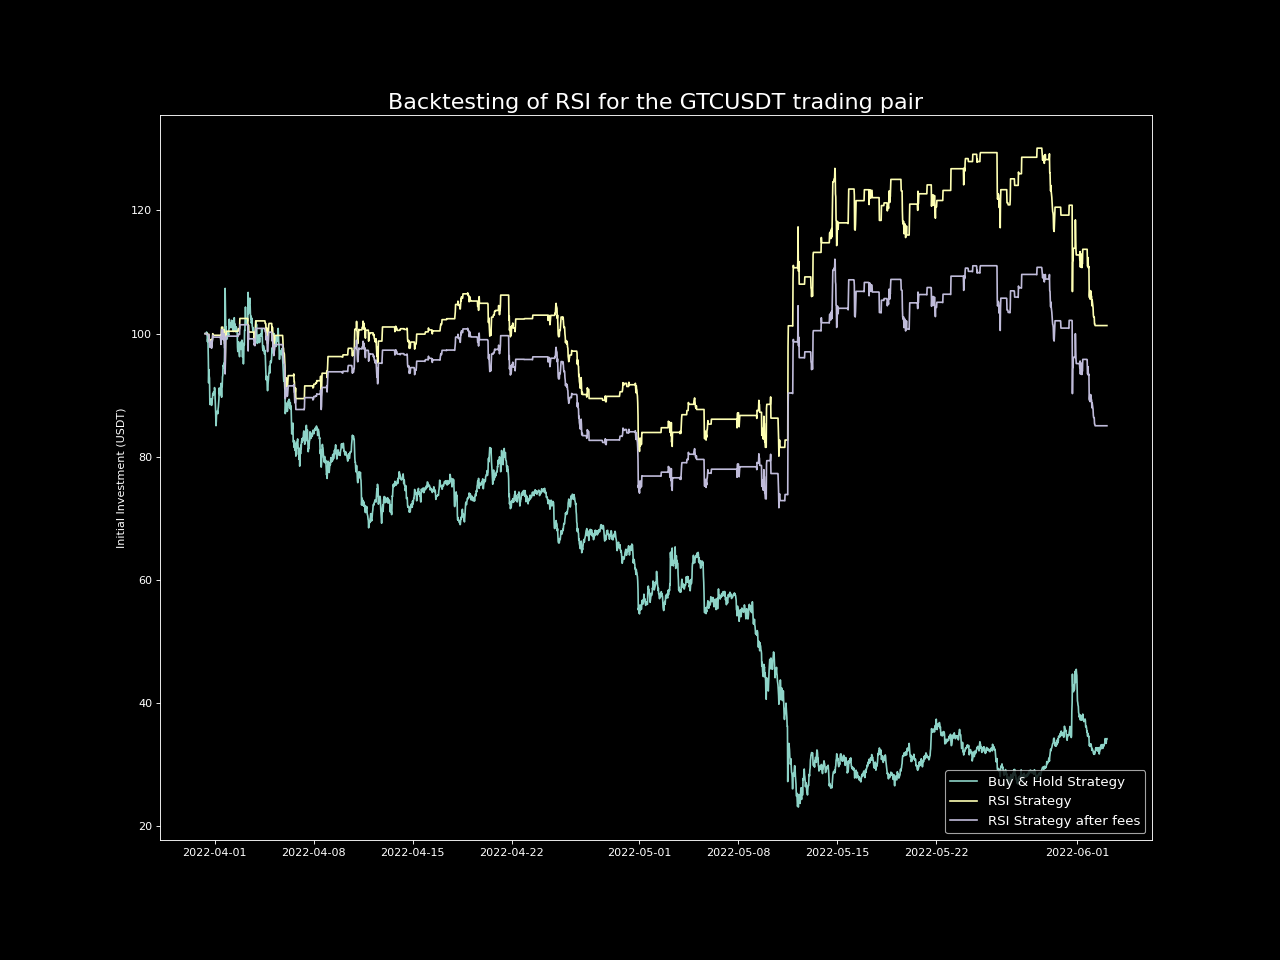 Backtesting of RSI for the GTCUSDT trading pair
Initial Investment (USDT)
120
100
80
60
40
20
2022-04-01 2022-04-08 2022-04-15 2022-04-22 2022-05-01 2022-05-08 2022-05-15 2022-05-22 2022-06-01
Buy & Hold Strategy
RSI Strategy
RSI Strategy after fees